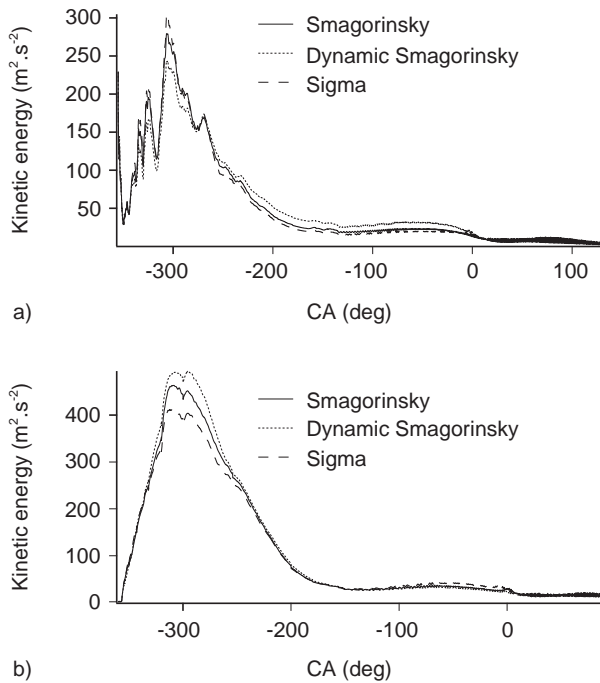 300
250
200
150
100
50
Kinetic energy (m².s⁻²)
Smagorinsky
Dynamic Smagorinsky
Sigma
-300 -200 -100 0 100
a) CA (deg)
400
300
200
100
0
Kinetic energy (m².s⁻²)
Smagorinsky
Dynamic Smagorinsky
Sigma
-300 -200 -100 0
b) CA (deg)